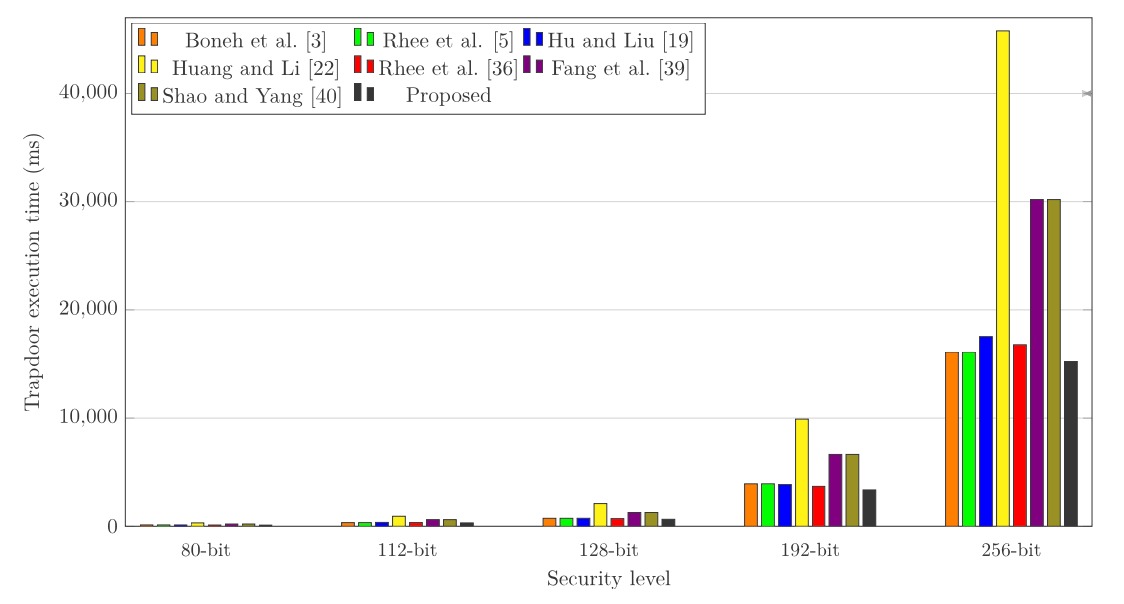 Boneh et al. [3] Rhee et al. [5] Hu and Liu [19]
Huang and Li [22] Rhee et al. [36] Fang et al. [39]
Shao and Yang [40] Proposed
40,000
30,000
20,000
10,000
0
Trapdoor execution time (ms)
80-bit 112-bit 128-bit 192-bit 256-bit
Security level